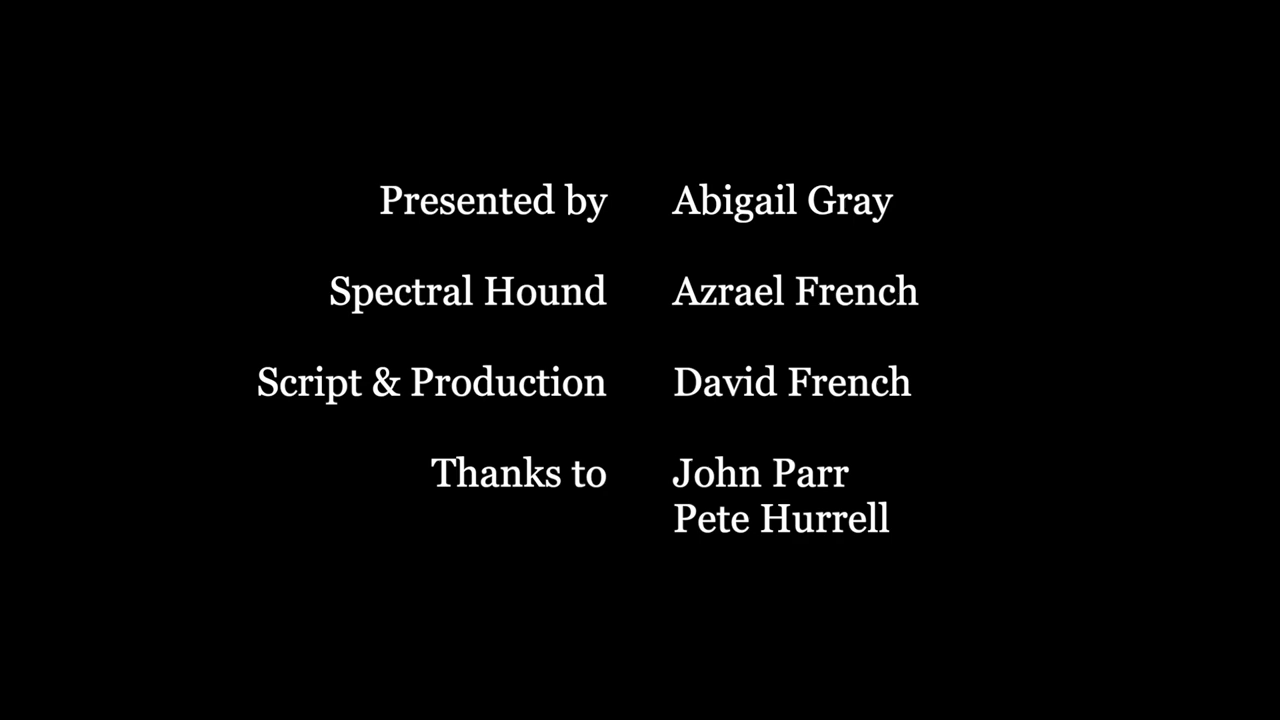 Presented by Abigail Gray
Spectral Hound Azrael French
Script & Production David French
Thanks to John Parr
Pete Hurrell